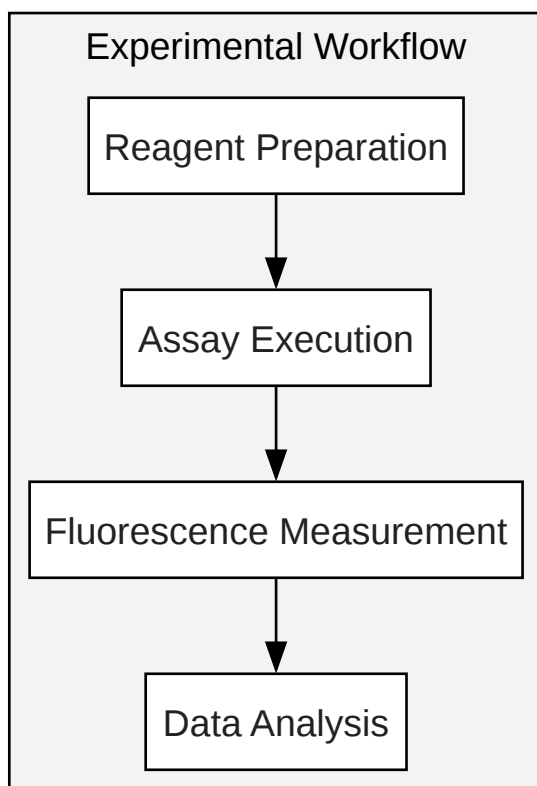 Experimental Workflow
Reagent Preparation
Assay Execution
Fluorescence Measurement
Data Analysis